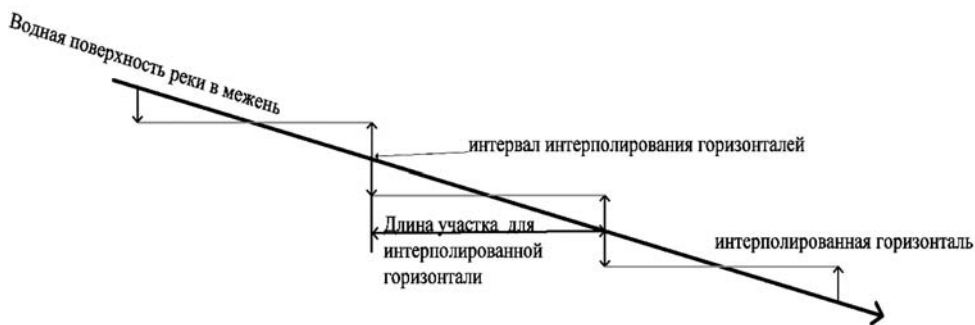 Водная поверхность реки в межень
интервал интерполирования горизонталей
Длина участка для
интерполированной
горизонтали
интерполированная горизонталь